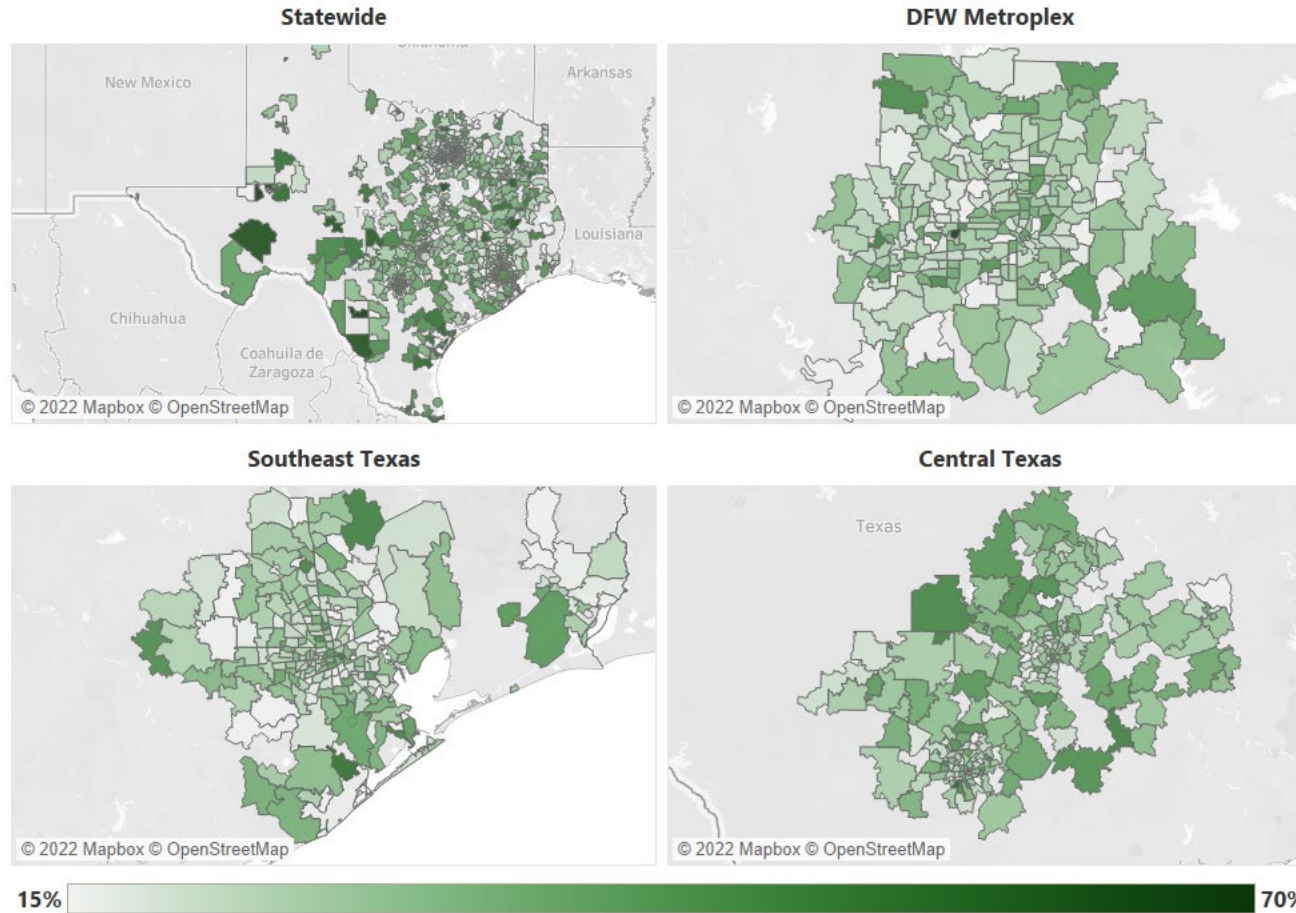 Statewide
DFW Metroplex
Oklahoma
New Mexico
Arkansas
Louisiana
Chihuahua
Coahuila de
Zaragoza
© 2022 Mapbox © OpenStreetMap
© 2022 Mapbox © OpenStreetMap
Southeast Texas
Central Texas
Texas
© 2022 Mapbox © OpenStreetMap
© 2022 Mapbox © OpenStreetMap
15%
70%